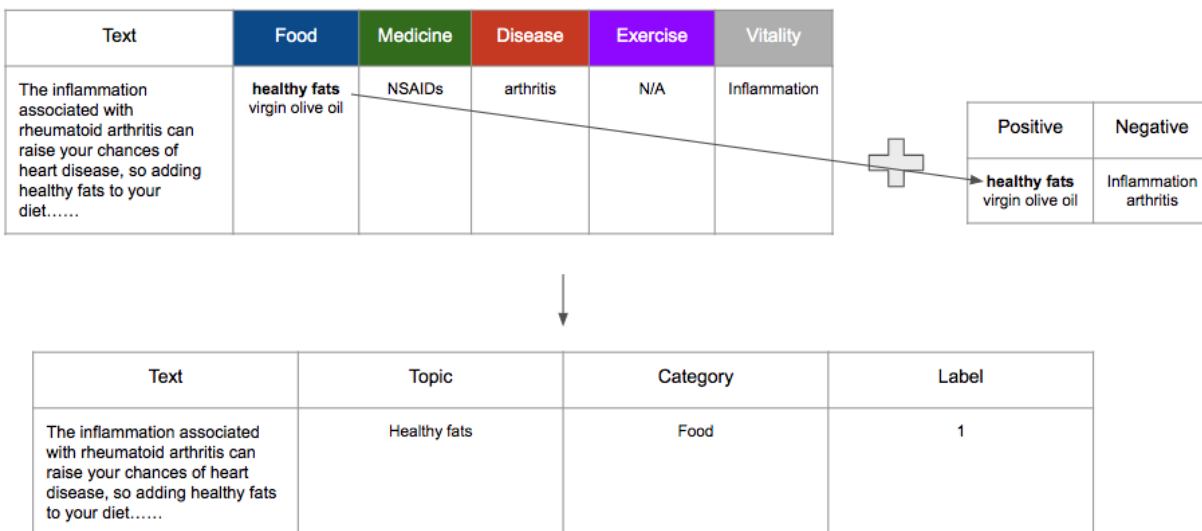 Text
Food
Medicine
Disease
Exercise
Vitality
The inflammation
associated with
rheumatoid arthritis can
raise your chances of
heart disease, so adding
healthy fats to your
diet……
healthy fats
virgin olive oil
NSAIDs
arthritis
N/A
Inflammation
Positive
Negative
healthy fats
virgin olive oil
Inflammation
arthritis
Text
Topic
Category
Label
The inflammation associated
with rheumatoid arthritis can
raise your chances of heart
disease, so adding healthy fats
to your diet……
Healthy fats
Food
1